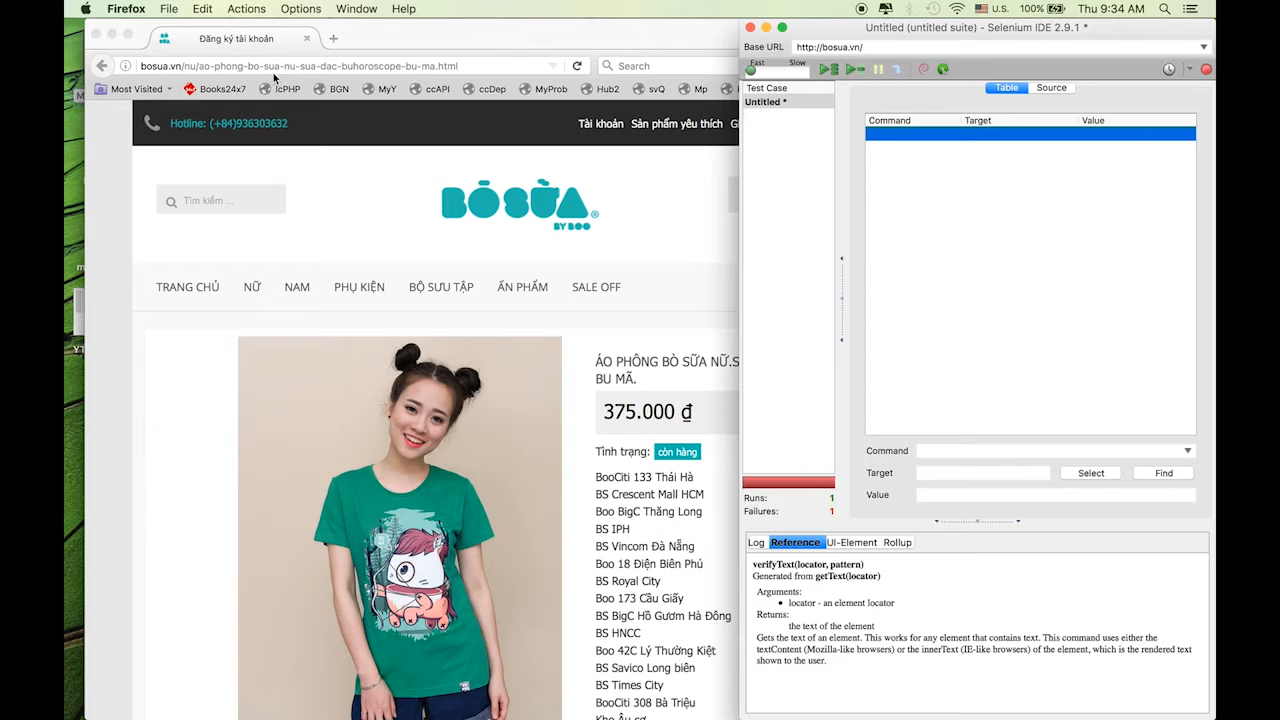 Firefox File Edit Actions Options Window Help
U.S. 100% Thu 9:34 AM
Đăng ký tài khoản
bosua.vn/nu/ao-phong-bo-sua-nu-sua-dac-buhoroscope-bu-ma.html
Search
Most Visited Books24x7 IcPHP BGN MyY ccAPI ccDep MyProb Hub2 svQ Mp
Hotline: (+84)936303632
Tài khoản Sản phẩm yêu thích
Tìm kiếm ...
BÒ SỮA ®
BY BOO
TRANG CHỦ NỮ NAM PHỤ KIỆN BỘ SƯU TẬP ẤN PHẨM SALE OFF
ÁO PHÔNG BÒ SỮA NỮ.S
BU MÃ.
375.000 ₫
Tình trạng: còn hàng
BooCiti 133 Thái Hà
BS Crescent Mall HCM
Boo BigC Thăng Long
BS IPH
BS Vincom Đà Nẵng
Boo 18 Điện Biên Phủ
BS Royal City
Boo 173 Cầu Giấy
BS BigC Hồ Gươm Hà Đông
BS HNCC
Boo 42C Lý Thường Kiệt
BS Savico Long biên
BS Times City
BooCiti 308 Bà Triệu
Kho Âu cơ
Untitled (untitled suite) - Selenium IDE 2.9.1 *
Base URL http://bosua.vn/
Fast Slow
Test Case
Untitled *
Table Source
Command Target Value
Command
Target Select Find
Value
Runs: 1
Failures: 1
Log Reference UI-Element Rollup
verifyText(locator, pattern)
Generated from getText(locator)
Arguments:
• locator - an element locator
Returns:
the text of the element
Gets the text of an element. This works for any element that contains text. This command uses either the
textContent (Mozilla-like browsers) or the innerText (IE-like browsers) of the element, which is the rendered text
shown to the user.